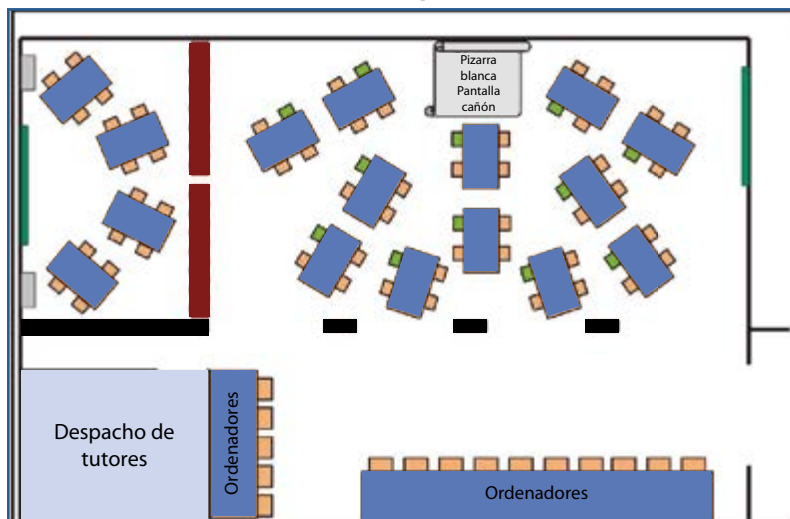 Pizarra
blanca
Pantalla
cañón
Despacho de
tutores
Ordenadores
Ordenadores